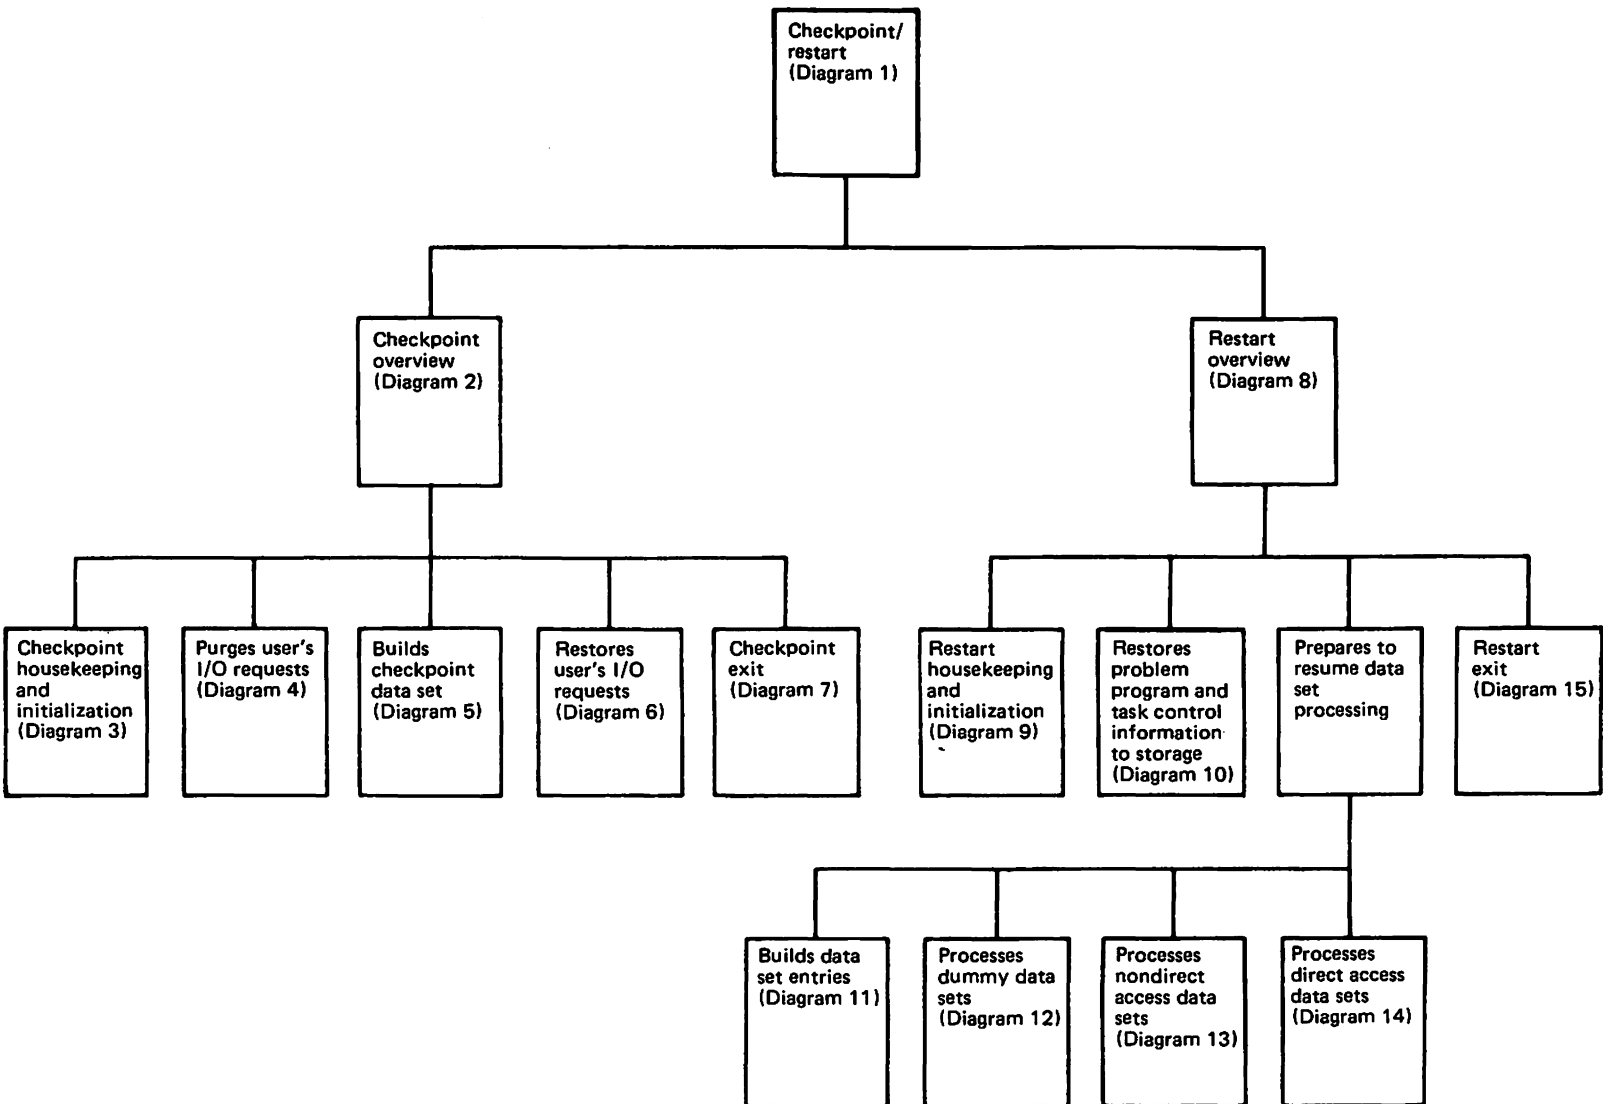 Checkpoint/
restart
(Diagram 1)
Checkpoint
overview
(Diagram 2)
Restart
overview
(Diagram 8)
Checkpoint
housekeeping
and
initialization
(Diagram 3)
Purges user's
I/O requests
(Diagram 4)
Builds
checkpoint
data set
(Diagram 5)
Restores
user's I/O
requests
(Diagram 6)
Checkpoint
exit
(Diagram 7)
Restart
housekeeping
and
initialization
(Diagram 9)
Restores
problem
program and
task control
information
to storage
(Diagram 10)
Prepares to
resume data
set
processing
Restart
exit
(Diagram 15)
Builds data
set entries
(Diagram 11)
Processes
dummy data
sets
(Diagram 12)
Processes
nondirect
access data
sets
(Diagram 13)
Processes
direct access
data sets
(Diagram 14)